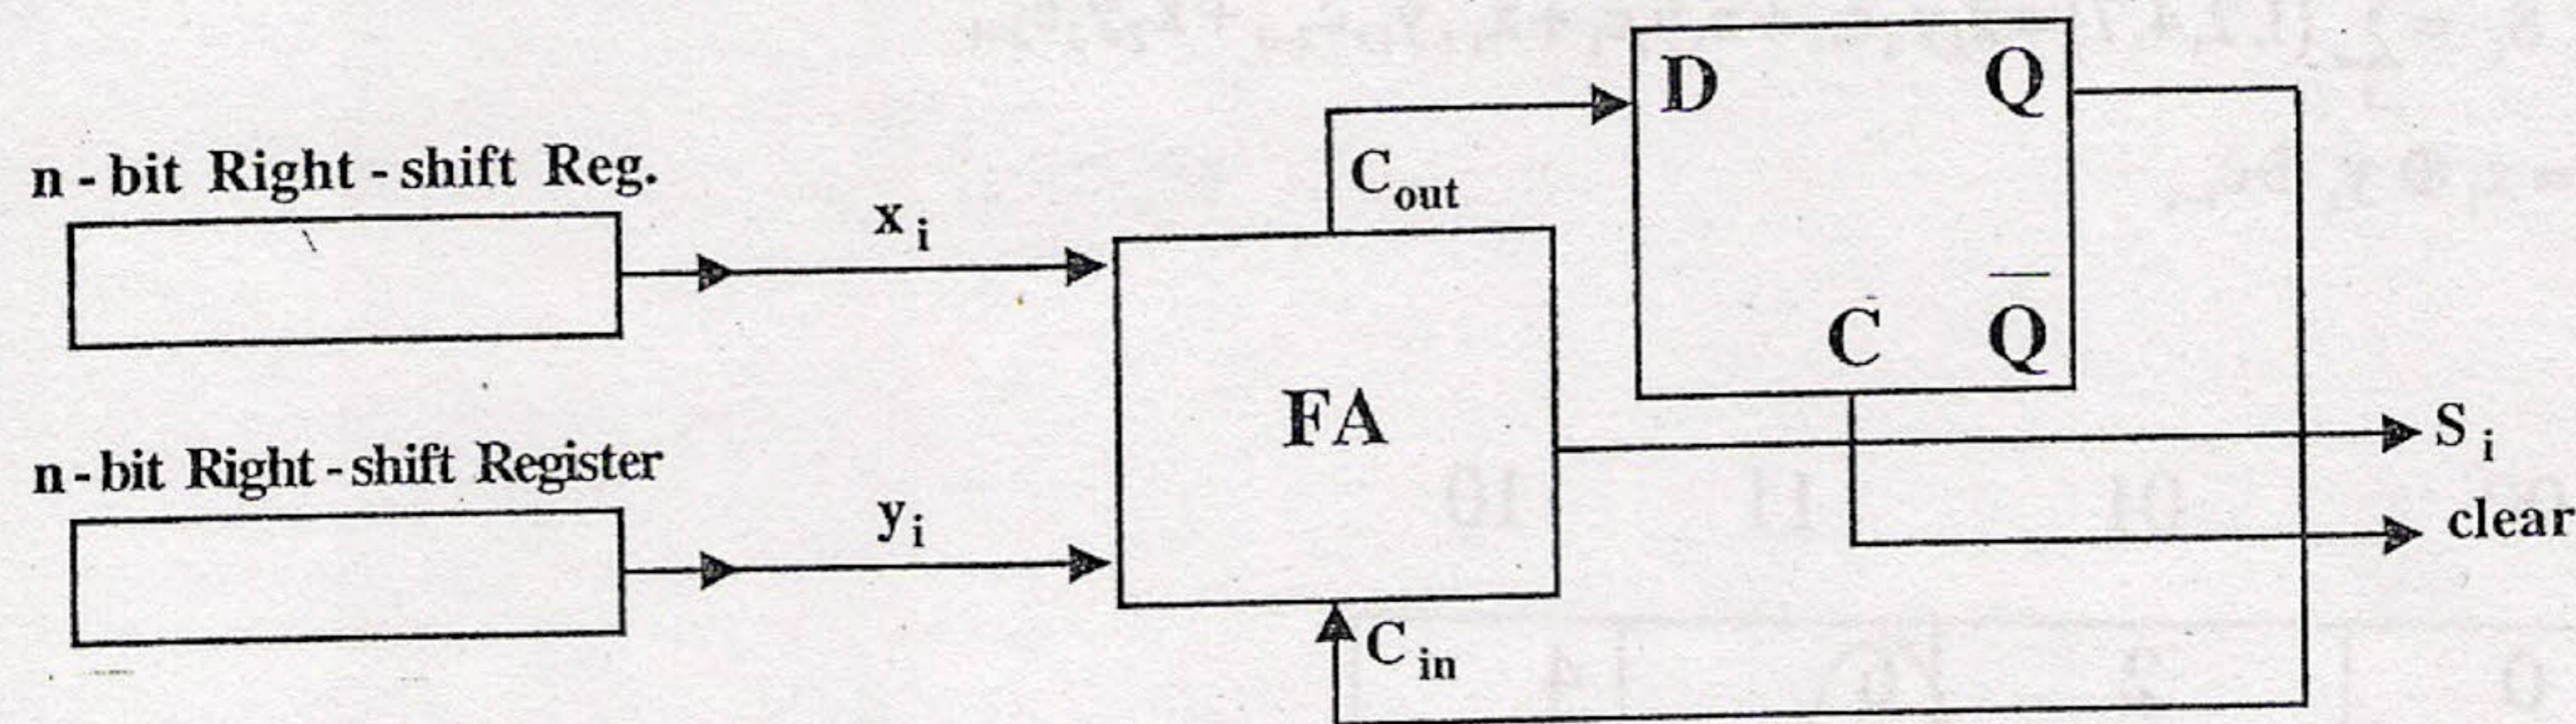 D Q
n - bit Right - shift Reg.
C out
x i
C Q̅
FA
S i
n - bit Right - shift Register
y i
clear
C in